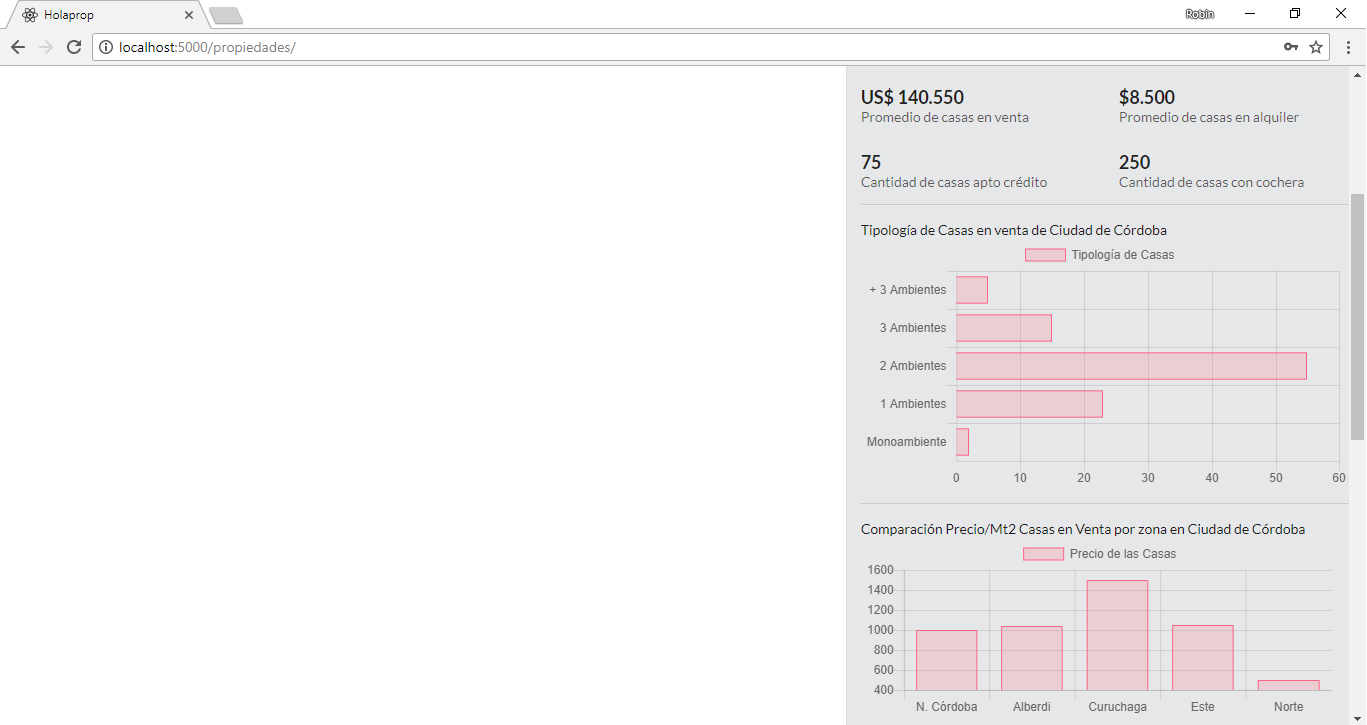 Holaprop
Robin
localhost:5000/propiedades/
US$ 140.550
Promedio de casas en venta
$8.500
Promedio de casas en alquiler
75
Cantidad de casas apto crédito
250
Cantidad de casas con cochera
Tipología de Casas en venta de Ciudad de Córdoba
Tipología de Casas
+ 3 Ambientes
3 Ambientes
2 Ambientes
1 Ambientes
Monoambiente
0 10 20 30 40 50 60
Comparación Precio/Mt2 Casas en Venta por zona en Ciudad de Córdoba
Precio de las Casas
1600
1400
1200
1000
800
600
400
N. Córdoba Alberdi Curuchaga Este Norte